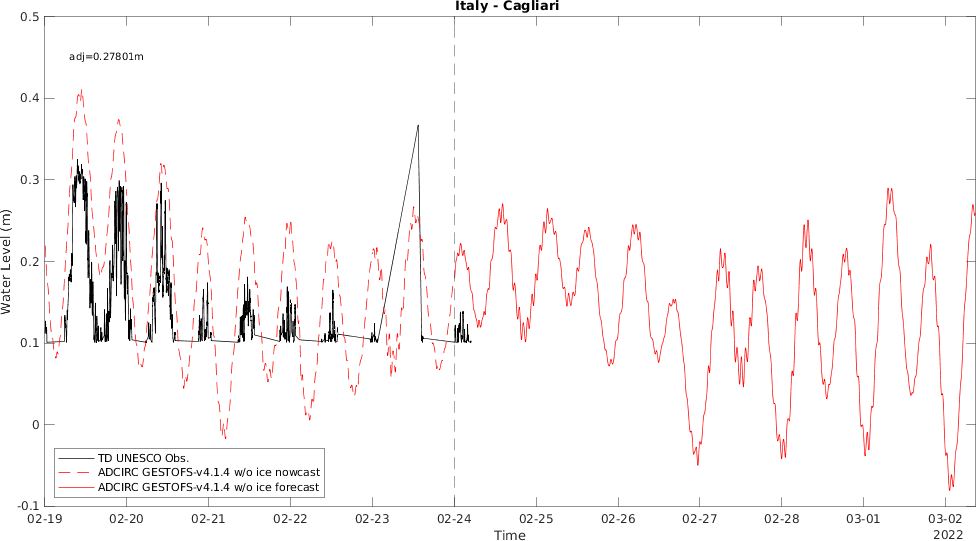 Italy - Cagliari
adj=0.27801m
0.5
0.4
0.3
0.2
0.1
0
-0.1
Water Level (m)
TD UNESCO Obs.
ADCIRC GESTOFS-v4.1.4 w/o ice nowcast
ADCIRC GESTOFS-v4.1.4 w/o ice forecast
02-19 02-20 02-21 02-22 02-23 02-24 02-25 02-26 02-27 02-28 03-01 03-02
2022
Time